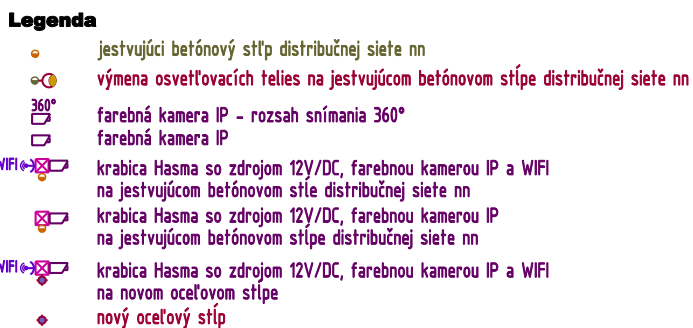 Legenda
jestvujúci betónový stľp distribučnej siete nn
výmena osvetľovacích telies na jestvujúcom betónovom stĺpe distribučnej siete nn
360°
farebná kamera IP - rozsah snímania 360°
farebná kamera IP
WIFI krabica Hasma so zdrojom 12V/DC, farebnou kamerou IP a WIFI
na jestvujúcom betónovom stĺe distribučnej siete nn
krabica Hasma so zdrojom 12V/DC, farebnou kamerou IP
na jestvujúcom betónovom stĺpe distribučnej siete nn
WIFI krabica Hasma so zdrojom 12V/DC, farebnou kamerou IP a WIFI
na novom oceľovom stĺpe
nový oceľový stĺp